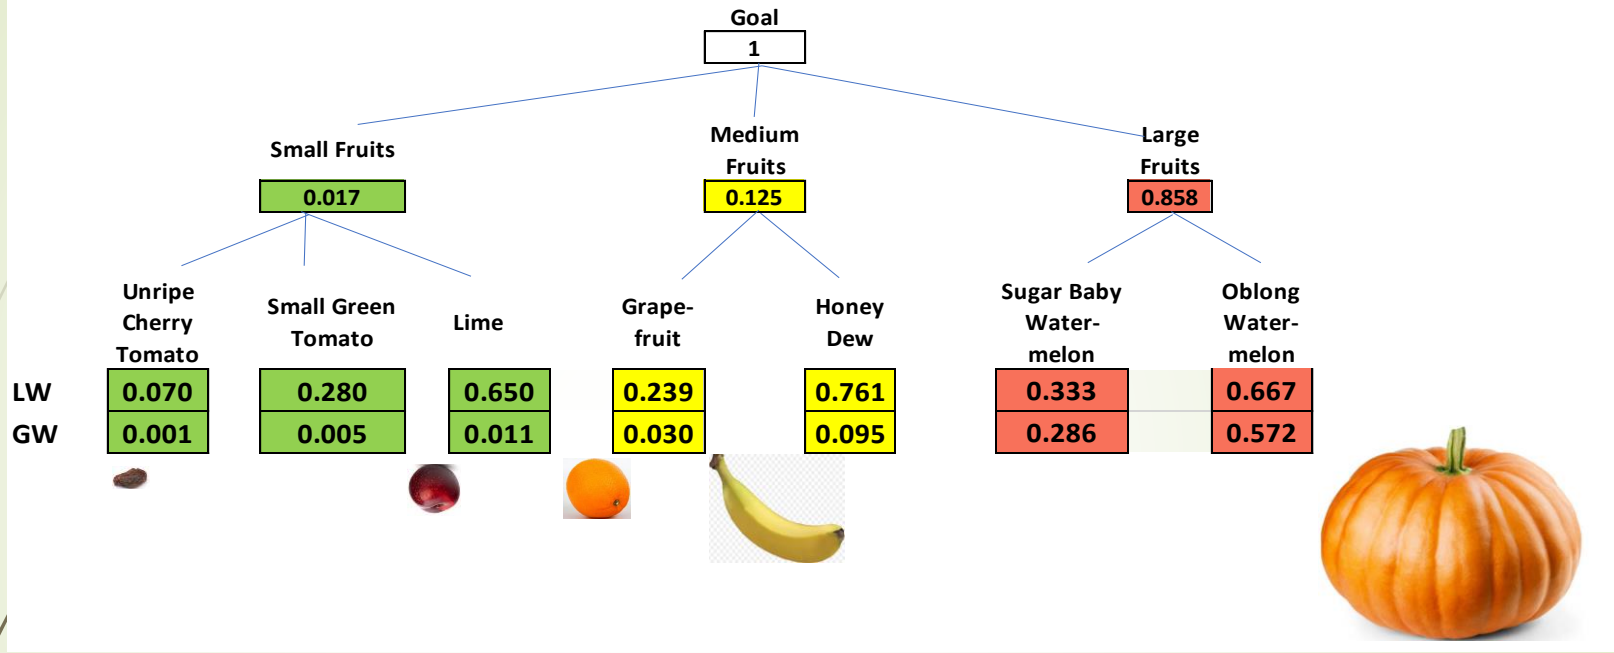 Goal
1
Small Fruits
Medium
Fruits
Large
Fruits
0.017
0.125
0.858
Unripe
Cherry
Tomato
Small Green
Tomato
Lime
Grape-
fruit
Honey
Dew
Sugar Baby
Water-
melon
Oblong
Water-
melon
LW 0.070 0.280 0.650 0.239 0.761 0.333 0.667
GW 0.001 0.005 0.011 0.030 0.095 0.286 0.572